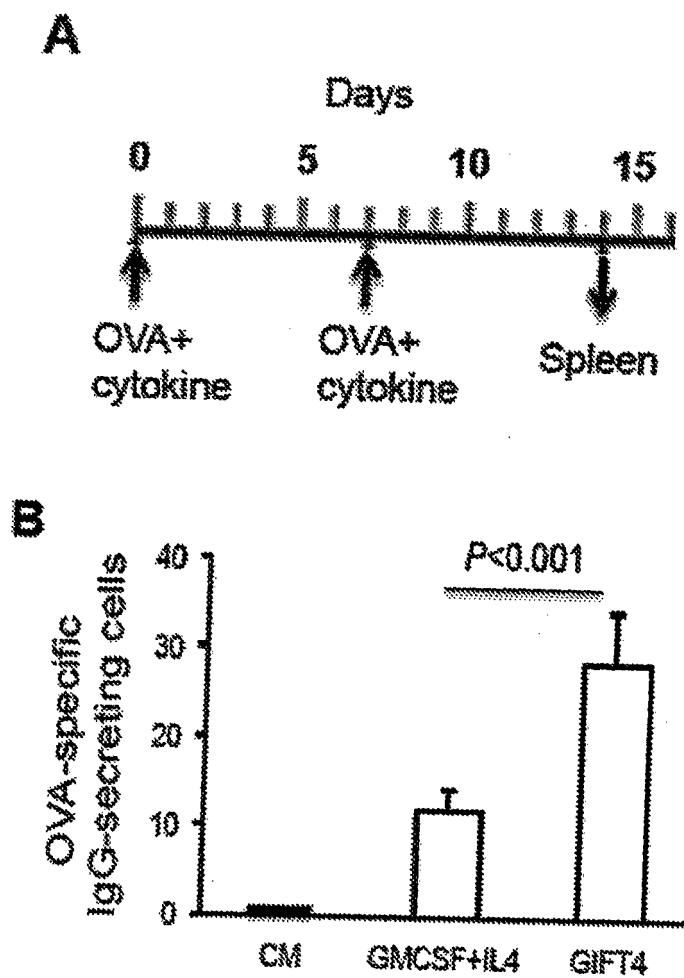 A
Days
0 5 10 15
OVA+ cytokine
OVA+ cytokine
Spleen
B
OVA-specific
IgG-secreting cells
40
30
20
10
0
P<0.001
CM GMCSF+IL4 GIFT4